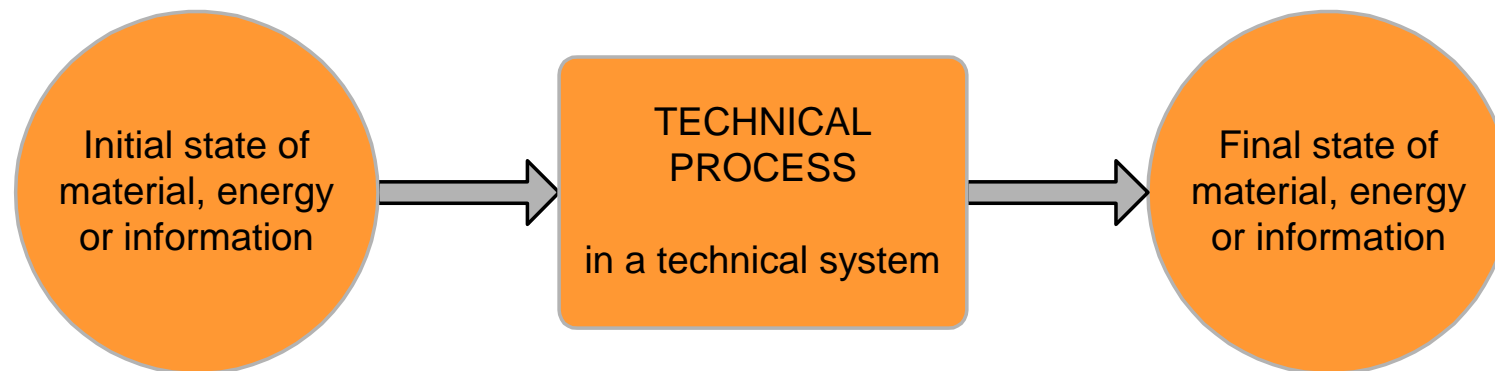 Initial state of
material, energy
or information
TECHNICAL
PROCESS
in a technical system
Final state of
material, energy
or information